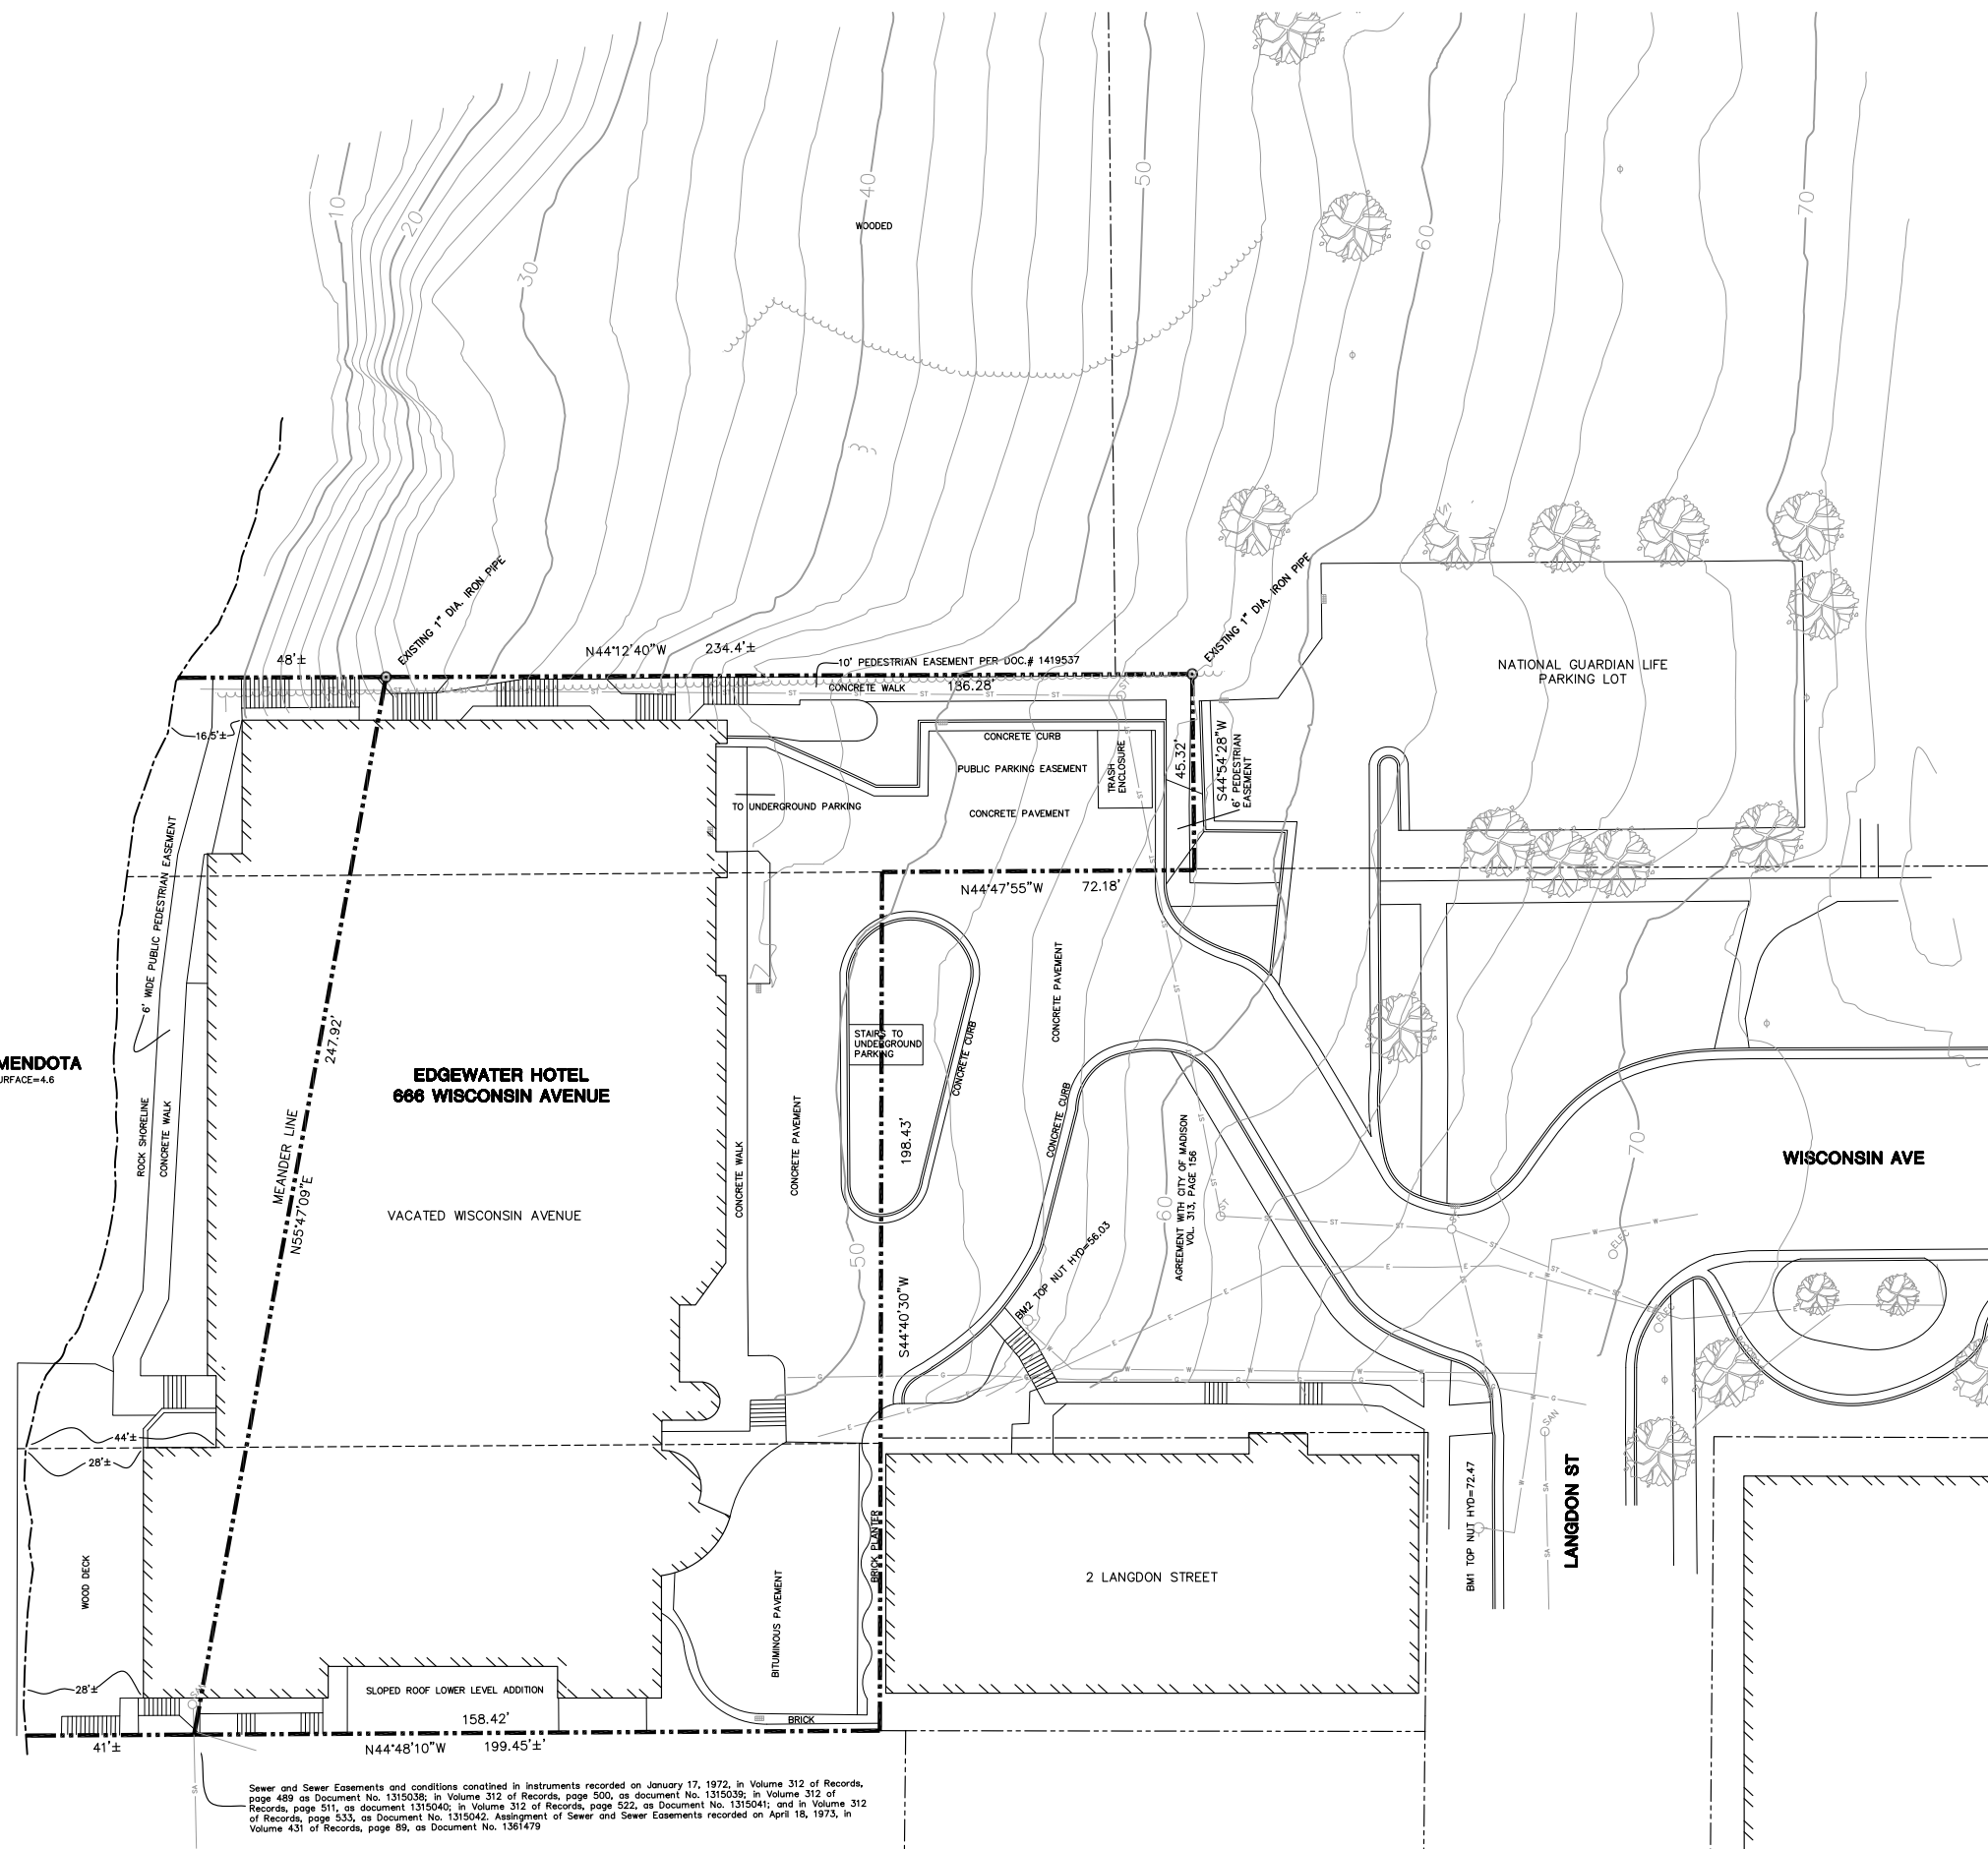 10
20
30
40
50
60
70
WOODED
EXISTING 1" DIA. IRON PIPE
EXISTING 1" DIA. IRON PIPE
48'±
N44°12'40"W
234.4'±
10' PEDESTRIAN EASEMENT PER DOC.# 1419537
CONCRETE WALK
136.28'
NATIONAL GUARDIAN LIFE
PARKING LOT
16.5'±
CONCRETE CURB
PUBLIC PARKING EASEMENT
TRASH
ENCLOSURE
45.32'
S44°54'28"W
6' PEDESTRIAN
EASEMENT
TO UNDERGROUND PARKING
CONCRETE PAVEMENT
N44°47'55"W
72.18'
6' WIDE PUBLIC PEDESTRIAN EASEMENT
247.92'
MEANDER LINE
N55°47'09"E
MENDOTA
URFACE=4.6
ROCK SHORELINE
CONCRETE WALK
EDGEWATER HOTEL
666 WISCONSIN AVENUE
VACATED WISCONSIN AVENUE
CONCRETE WALK
CONCRETE PAVEMENT
STAIRS TO
UNDERGROUND
PARKING
CONCRETE CURB
CONCRETE PAVEMENT
CONCRETE CURB
198.43'
S44°40'30"W
50
60
70
BM2 TOP NUT HYD=56.03
AGREEMENT WITH CITY OF MADISON
VOL. 313, PAGE 156
WISCONSIN AVE
ST
ST
ELEC
ELEC
SAN
LANGDON ST
BM1 TOP NUT HYD=72.47
2 LANGDON STREET
44'±
28'±
28'±
WOOD DECK
BRICK PLANTER
BITUMINOUS PAVEMENT
BRICK
SLOPED ROOF LOWER LEVEL ADDITION
158.42'
41'±
N44°48'10"W
199.45'±'
Sewer and Sewer Easements and conditions conatined in instruments recorded on January 17, 1972, in Volume 312 of Records,
page 489 as Document No. 1315038; in Volume 312 of Records, page 500, as document No. 1315039; in Volume 312 of
Records, page 511, as document 1315040; in Volume 312 of Records, page 522, as Document No. 1315041; and in Volume 312
of Records, page 533, as Document No. 1315042. Assingment of Sewer and Sewer Easements recorded on April 18, 1973, in
Volume 431 of Records, page 89, as Document No. 1361479